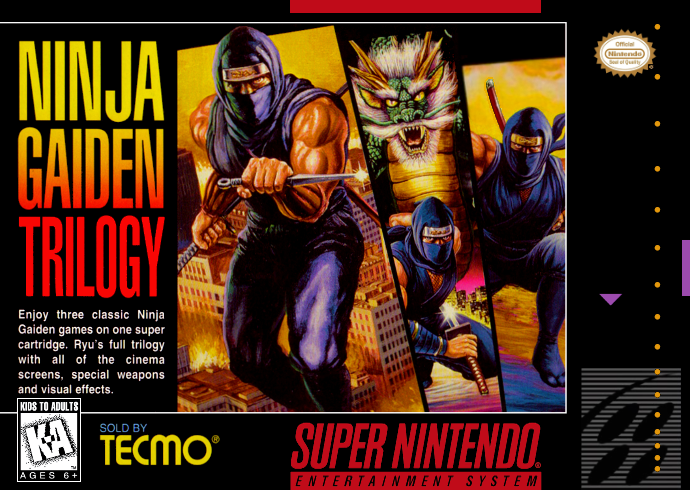 NINJA
GAIDEN
TRILOGY
Enjoy three classic Ninja
Gaiden games on one super
cartridge. Ryu's full trilogy
with all of the cinema
screens, special weapons
and visual effects.
KIDS TO ADULTS
K-A
AGES 6+
SOLD BY
TECMO®
SUPER NINTENDO®
ENTERTAINMENT SYSTEM
Official
Nintendo
Seal of Quality